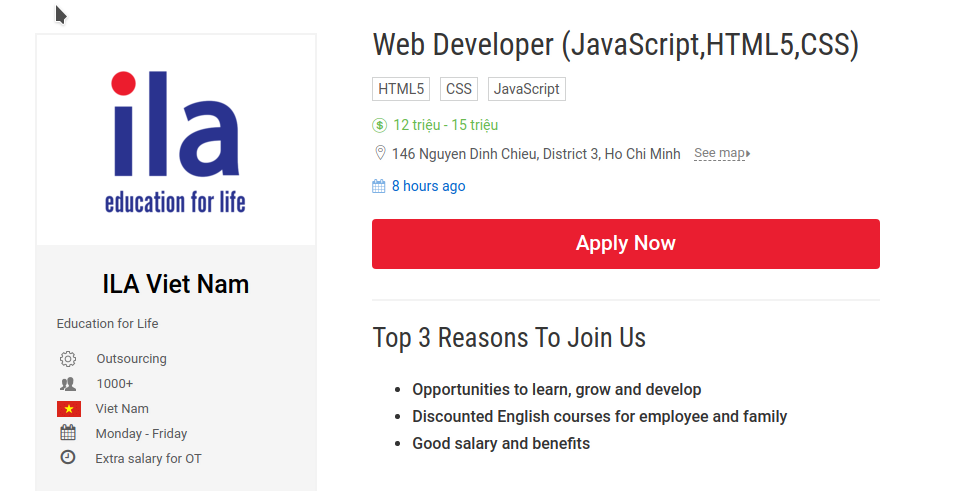 ila
education for life
ILA Viet Nam
Education for Life
Outsourcing
1000+
Viet Nam
Monday - Friday
Extra salary for OT
Web Developer (JavaScript,HTML5,CSS)
HTML5 CSS JavaScript
$ 12 triệu - 15 triệu
146 Nguyen Dinh Chieu, District 3, Ho Chi Minh See map
8 hours ago
Apply Now
Top 3 Reasons To Join Us
• Opportunities to learn, grow and develop
• Discounted English courses for employee and family
• Good salary and benefits